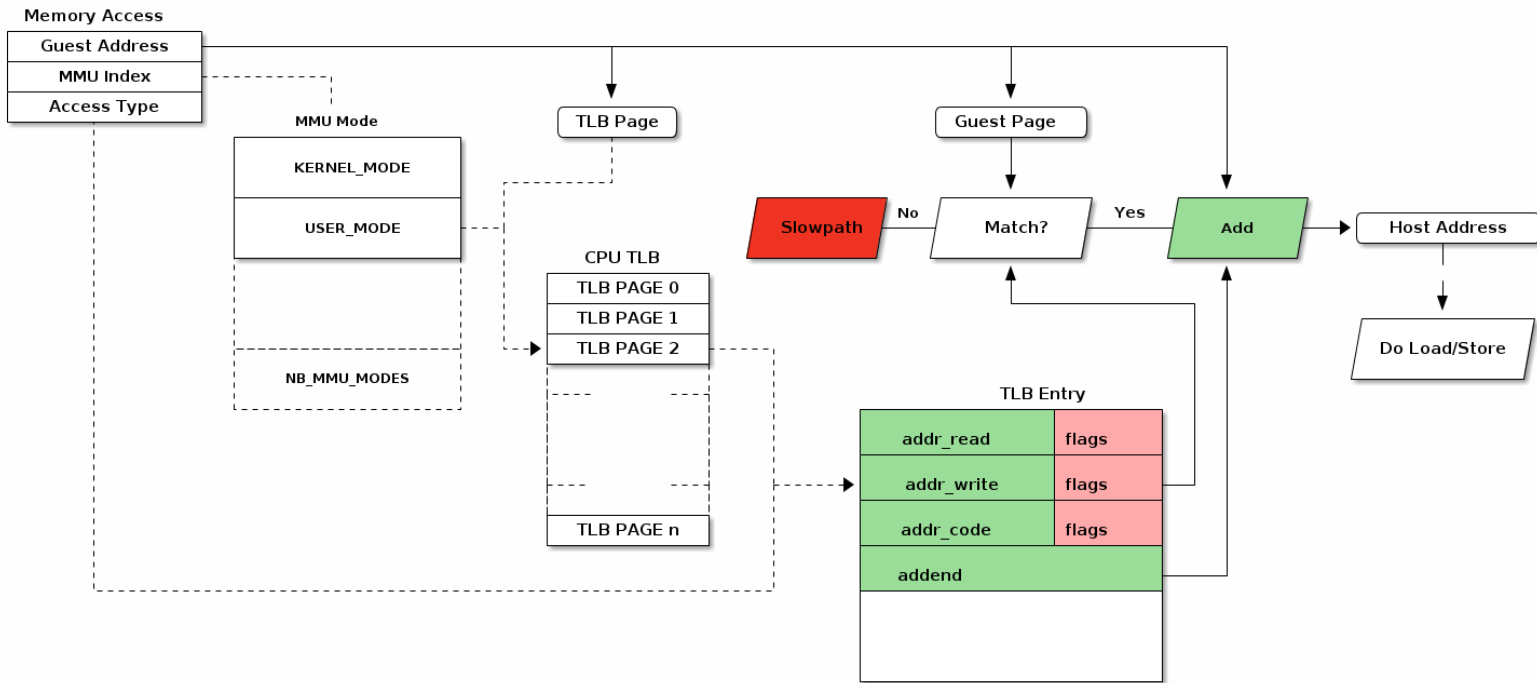 Memory Access
Guest Address
MMU Index
Access Type
MMU Mode
KERNEL_MODE
USER_MODE
NB_MMU_MODES
TLB Page
Guest Page
Slowpath
No
Match?
Yes
Add
Host Address
Do Load/Store
CPU TLB
TLB PAGE 0
TLB PAGE 1
TLB PAGE 2
TLB PAGE n
TLB Entry
addr_read flags
addr_write flags
addr_code flags
addend